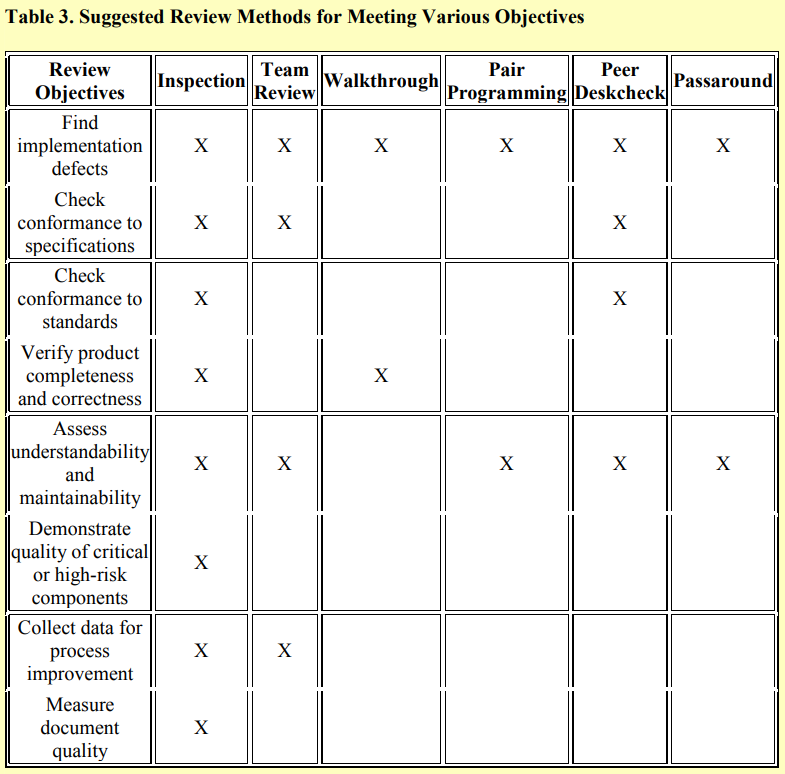 Table 3. Suggested Review Methods for Meeting Various Objectives
Review Objectives | Inspection | Team Review | Walkthrough | Pair Programming | Peer Deskcheck | Passaround
Find implementation defects | X | X | X | X | X | X
Check conformance to specifications | X | X | | | X |
Check conformance to standards | X | | | | X |
Verify product completeness and correctness | X | | X | | |
Assess understandability and maintainability | X | X | | X | X | X
Demonstrate quality of critical or high-risk components | X | | | | |
Collect data for process improvement | X | X | | | |
Measure document quality | X | | | | |